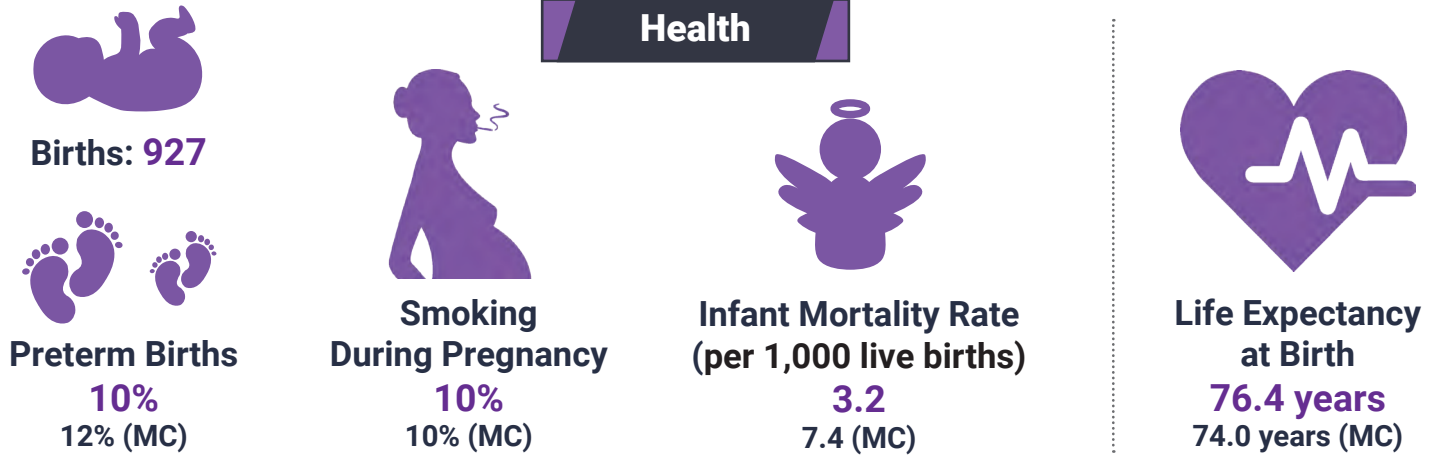 Health
Births: 927
Preterm Births
10%
12% (MC)
Smoking
During Pregnancy
10%
10% (MC)
Infant Mortality Rate
(per 1,000 live births)
3.2
7.4 (MC)
Life Expectancy
at Birth
76.4 years
74.0 years (MC)